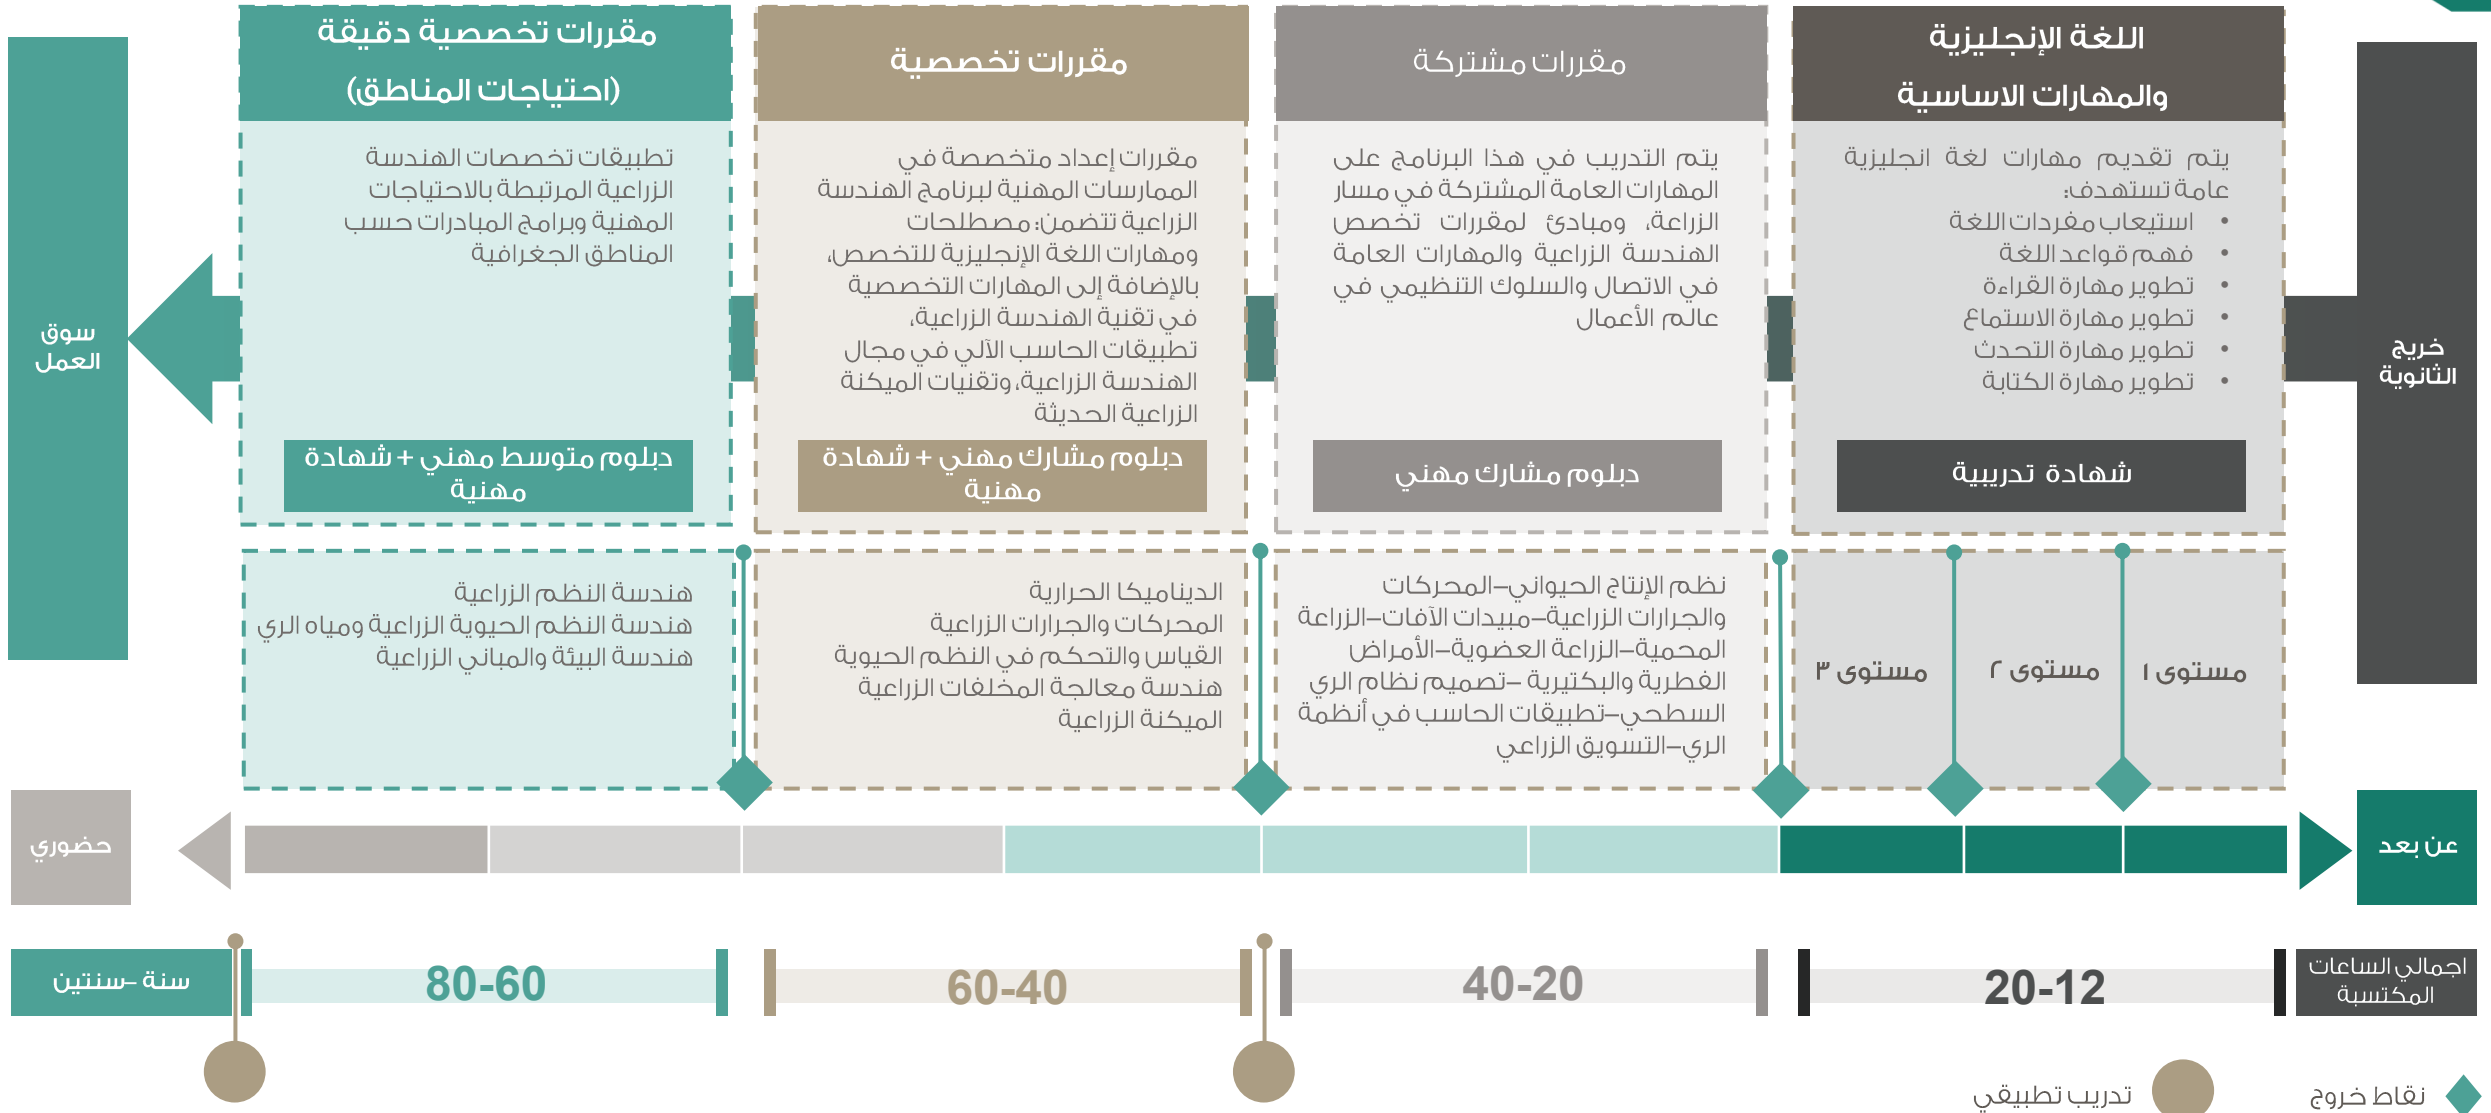 خريج
الثانوية
اللغة الإنجليزية
والمهارات الاساسية
يتم تقديم مهارات لغة انجليزية
عامة تستهدف:
• استيعاب مفردات اللغة
• فهم قواعد اللغة
• تطوير مهارة القراءة
• تطوير مهارة الاستماع
• تطوير مهارة التحدث
• تطوير مهارة الكتابة
شهادة تدريبية
مقررات مشتركة
يتم التدريب في هذا البرنامج على
المهارات العامة المشتركة في مسار
الزراعة، ومبادئ لمقررات تخصص
الهندسة الزراعية والمهارات العامة
في الاتصال والسلوك التنظيمي في
عالم الأعمال
دبلوم مشارك مهني
مقررات تخصصية
مقررات إعداد متخصصة في
الممارسات المهنية لبرنامج الهندسة
الزراعية تتضمن: مصطلحات
ومهارات اللغة الإنجليزية للتخصص،
بالإضافة إلى المهارات التخصصية
في تقنية الهندسة الزراعية،
تطبيقات الحاسب الآلي في مجال
الهندسة الزراعية، وتقنيات الميكنة
الزراعية الحديثة
دبلوم مشارك مهني + شهادة
مهنية
مقررات تخصصية دقيقة
(احتياجات المناطق)
تطبيقات تخصصات الهندسة
الزراعية المرتبطة بالاحتياجات
المهنية وبرامج المبادرات حسب
المناطق الجغرافية
دبلوم متوسط مهني + شهادة
مهنية
سوق
العمل
مستوى ١
مستوى ٢
مستوى ٣
نظم الإنتاج الحيواني–المحركات
والجرارات الزراعية–مبيدات الآفات–الزراعة
المحمية–الزراعة العضوية–الأمراض
الفطرية والبكتيرية –تصميم نظام الري
السطحي–تطبيقات الحاسب في أنظمة
الري–التسويق الزراعي
الديناميكا الحرارية
المحركات والجرارات الزراعية
القياس والتحكم في النظم الحيوية
هندسة معالجة المخلفات الزراعية
الميكنة الزراعية
هندسة النظم الزراعية
هندسة النظم الحيوية الزراعية ومياه الري
هندسة البيئة والمباني الزراعية
عن بعد
حضوري
اجمالي الساعات
المكتسبة
20-12
40-20
60-40
80-60
سنة –سنتين
نقاط خروج
تدريب تطبيقي